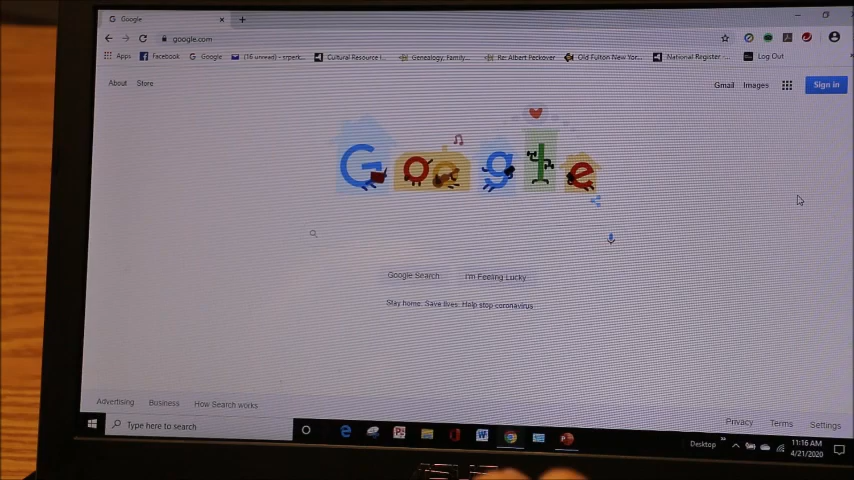 Google
google.com
Apps Facebook Google (16 unread) - srperk... Cultural Resource I... Genealogy, Family... Re: Albert Peckover Old Fulton New Yor... National Register -... Log Out
About Store Gmail Images Sign in
Google
Google Search I'm Feeling Lucky
Stay home. Save lives: Help stop coronavirus
Advertising Business How Search works Privacy Terms Settings
Type here to search Desktop 11:16 AM
4/21/2020